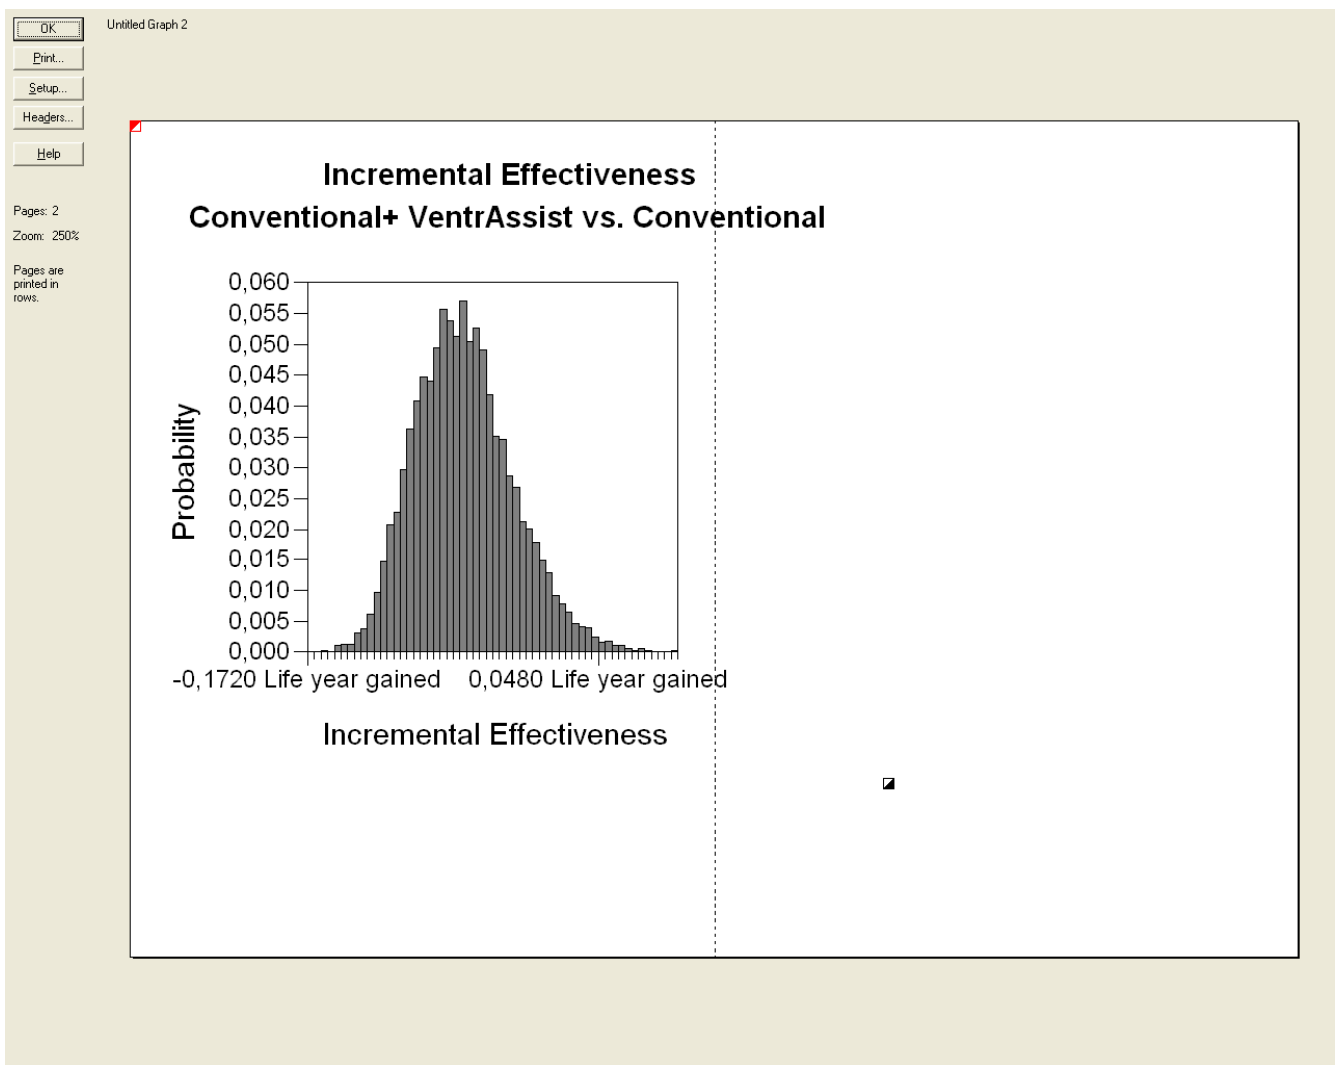 OK
Untitled Graph 2
Print...
Setup...
Headers...
Help
Pages: 2
Zoom: 250%
Pages are
printed in
rows.
Incremental Effectiveness
Conventional+ VentrAssist vs. Conventional
0,060
0,055
0,050
0,045
0,040
0,035
0,030
0,025
0,020
0,015
0,010
0,005
0,000
Probability
-0,1720 Life year gained
0,0480 Life year gained
Incremental Effectiveness